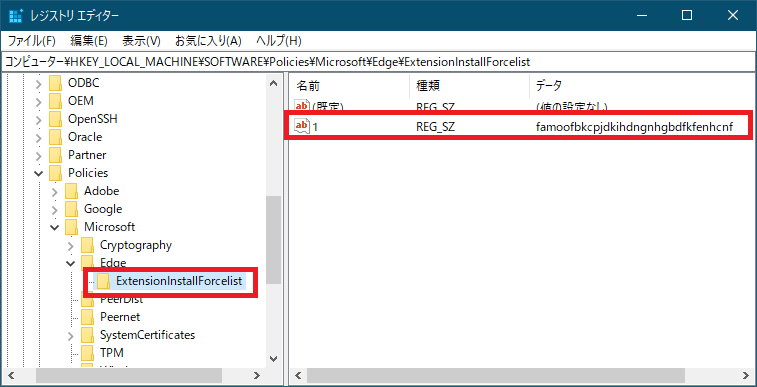 レジストリ エディター
ファイル(F) 編集(E) 表示(V) お気に入り(A) ヘルプ(H)
コンピューター¥HKEY_LOCAL_MACHINE¥SOFTWARE¥Policies¥Microsoft¥Edge¥ExtensionInstallForcelist
ODBC
OEM
OpenSSH
Oracle
Partner
Policies
Adobe
Google
Microsoft
Cryptography
Edge
ExtensionInstallForcelist
PeerDist
Peernet
SystemCertificates
TPM
名前 種類 データ
(既定) REG_SZ (値の設定なし)
1 REG_SZ famoofbkcpjdkihdngnhgbdfkfenhcnf